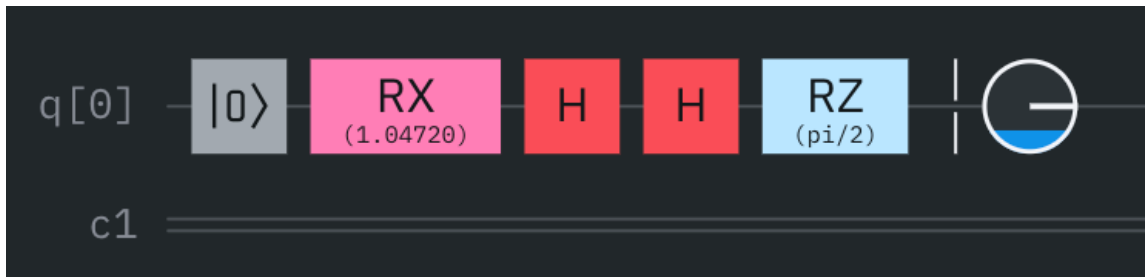 q[0] |0⟩ RX H H RZ
(1.04720) (pi/2)
c1